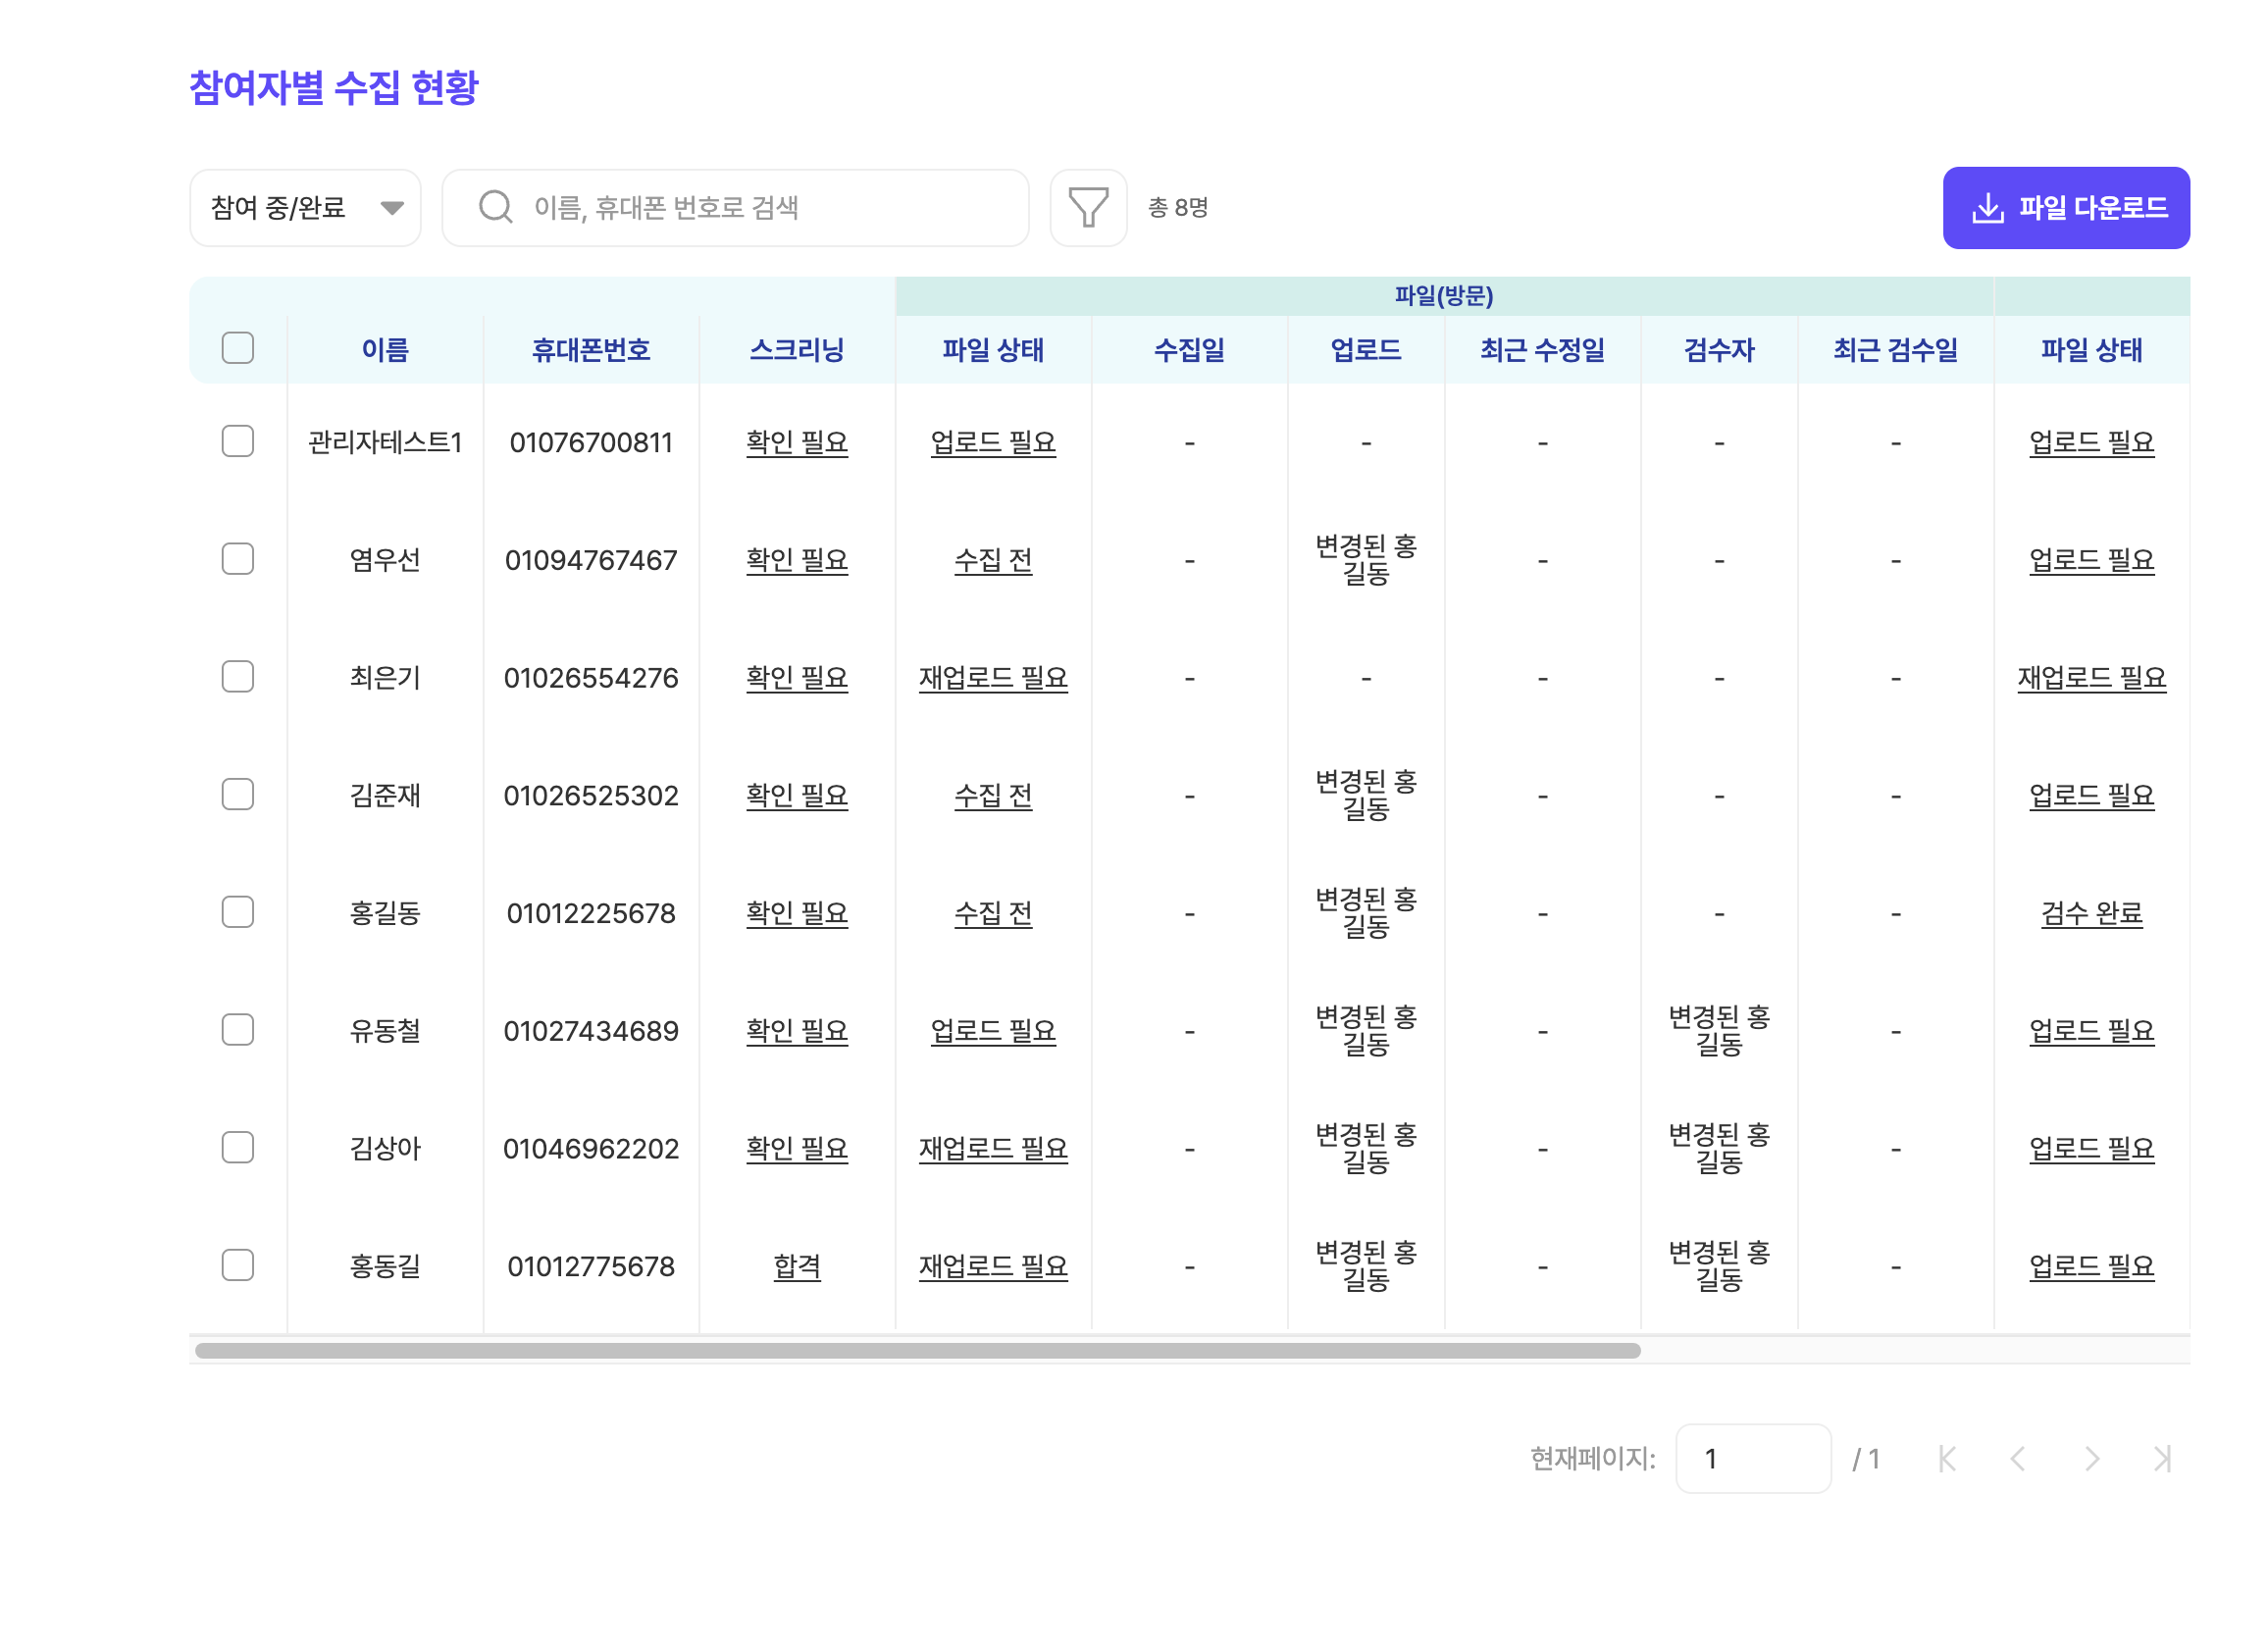 참여자별 수집 현황
참여 중/완료 이름, 휴대폰 번호로 검색 총 8명 파일 다운로드
파일(방문)
이름 휴대폰번호 스크리닝 파일 상태 수집일 업로드 최근 수정일 검수자 최근 검수일 파일 상태
관리자테스트1 01076700811 확인 필요 업로드 필요 - - - - - 업로드 필요
염우선 01094767467 확인 필요 수집 전 - 변경된 홍길동 - - - 업로드 필요
최은기 01026554276 확인 필요 재업로드 필요 - - - - - 재업로드 필요
김준재 01026525302 확인 필요 수집 전 - 변경된 홍길동 - - - 업로드 필요
홍길동 01012225678 확인 필요 수집 전 - 변경된 홍길동 - - - 검수 완료
유동철 01027434689 확인 필요 업로드 필요 - 변경된 홍길동 - 변경된 홍길동 - 업로드 필요
김상아 01046962202 확인 필요 재업로드 필요 - 변경된 홍길동 - 변경된 홍길동 - 업로드 필요
홍동길 01012775678 합격 재업로드 필요 - 변경된 홍길동 - 변경된 홍길동 - 업로드 필요
현재페이지: 1 / 1